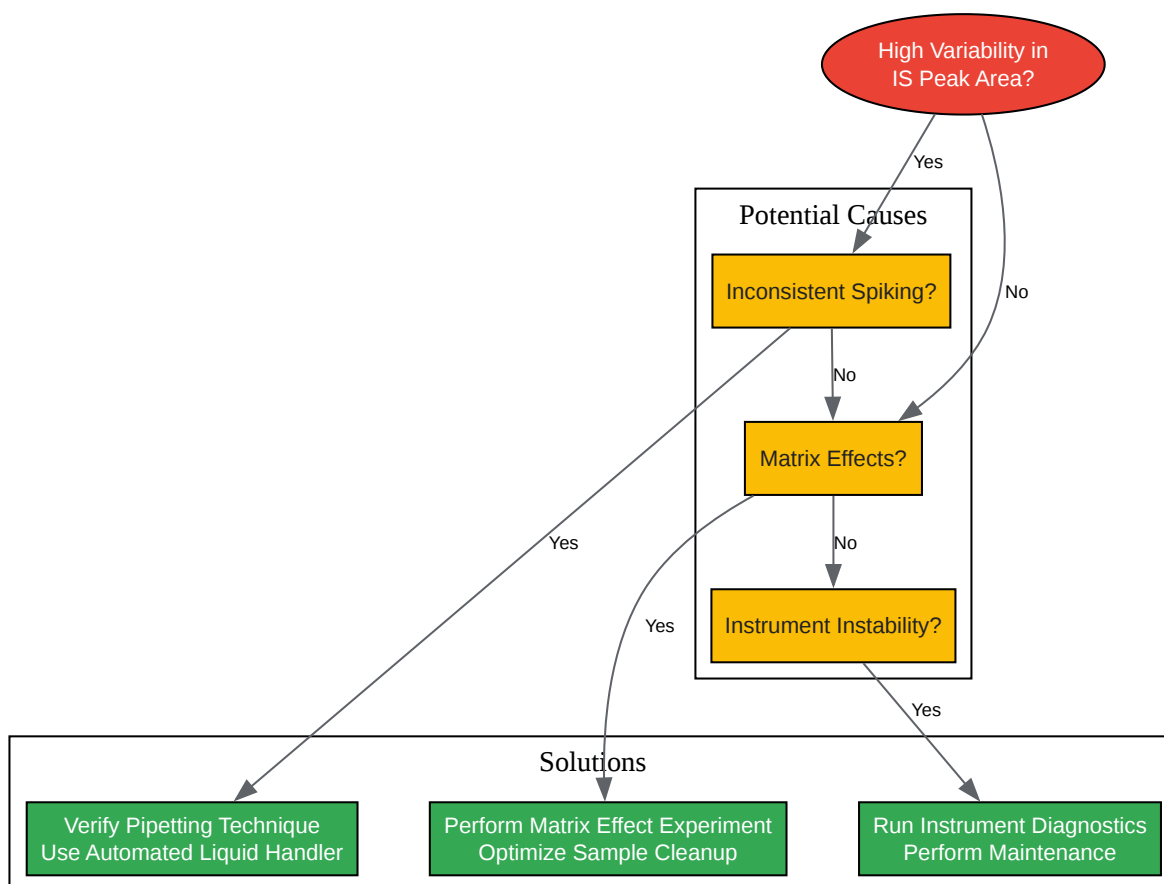 High Variability in
IS Peak Area?
Yes
Potential Causes
Inconsistent Spiking?
No
No
Matrix Effects?
Yes
No
Instrument Instability?
Yes
Yes
Solutions
Verify Pipetting Technique
Use Automated Liquid Handler
Perform Matrix Effect Experiment
Optimize Sample Cleanup
Run Instrument Diagnostics
Perform Maintenance